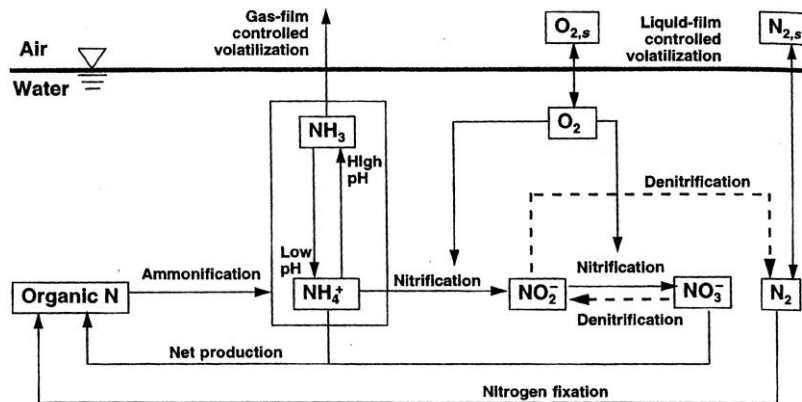 Gas-film
controlled
volatilization
O2,s
Liquid-film
controlled
volatilization
N2,s
Air
Water
NH3
O2
High
pH
Denitrification
Low
pH
Ammonification
Nitrification
Nitrification
Organic N
NH4+
NO2−
NO3−
N2
Denitrification
Net production
Nitrogen fixation